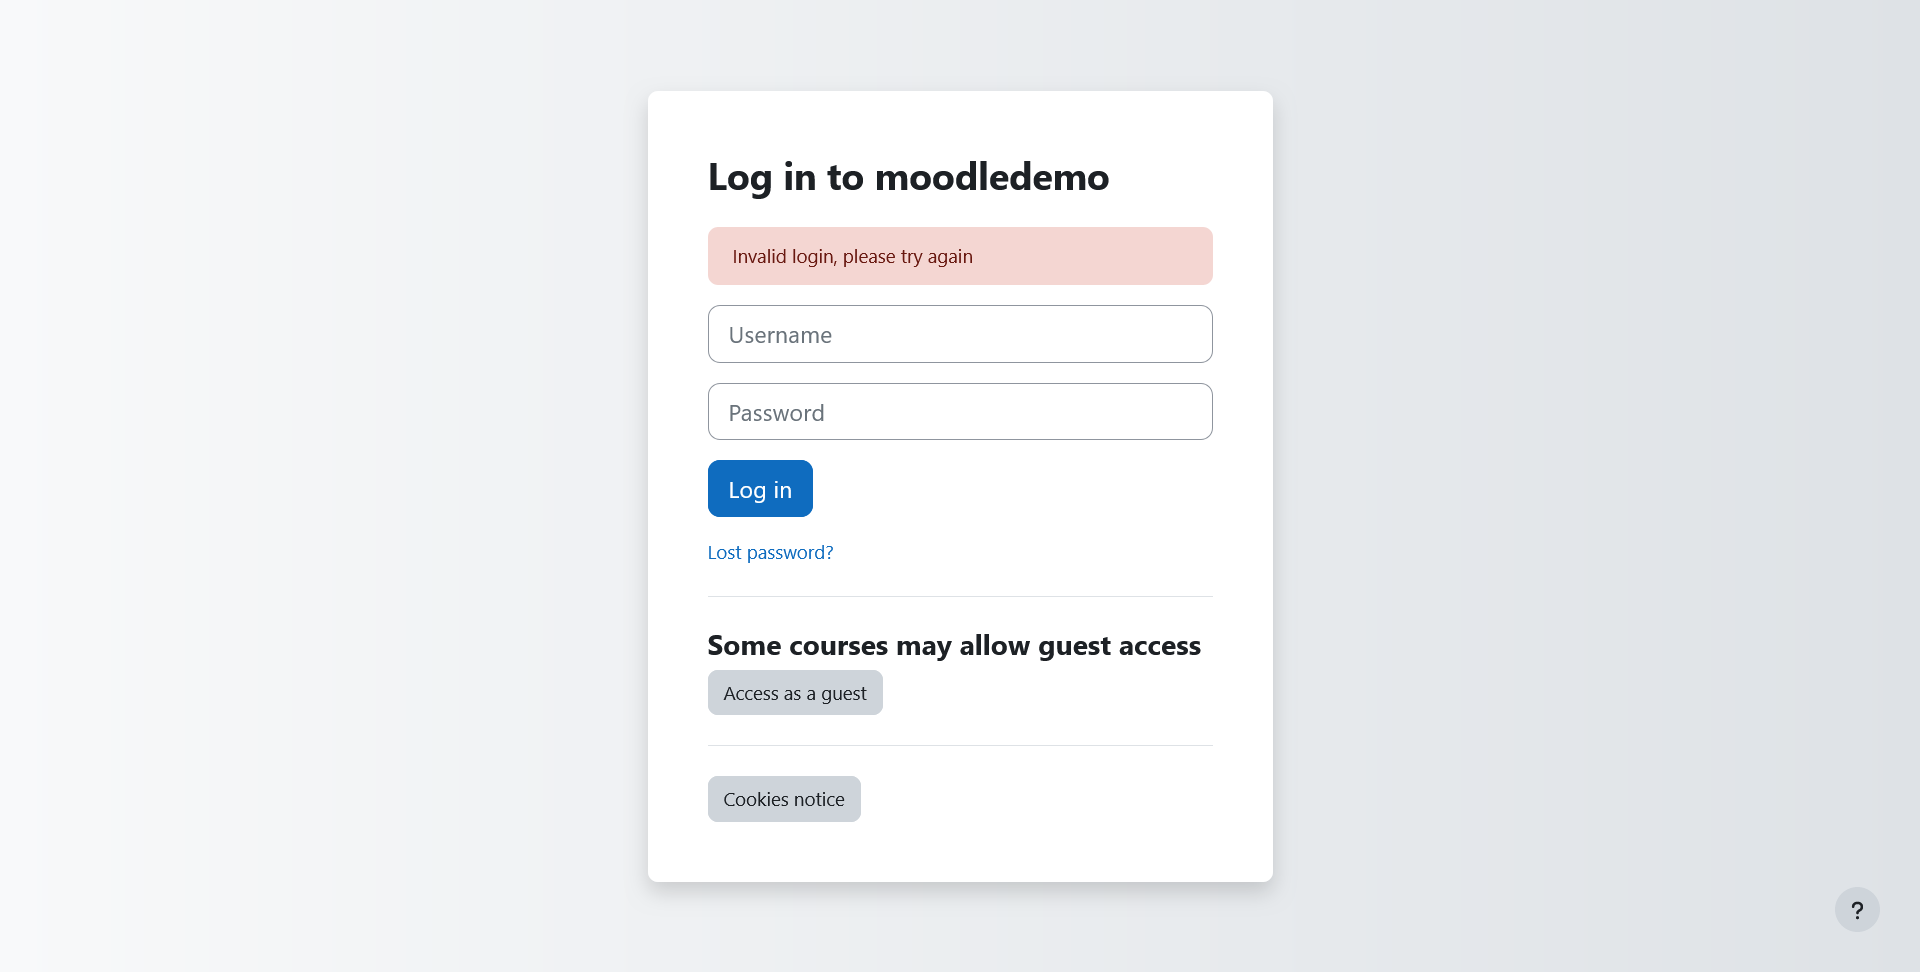 Log in to moodledemo
Invalid login, please try again
Username
Password
Log in
Lost password?
Some courses may allow guest access
Access as a guest
Cookies notice
?